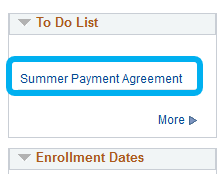 To Do List
Summer Payment Agreement
More
Enrollment Dates